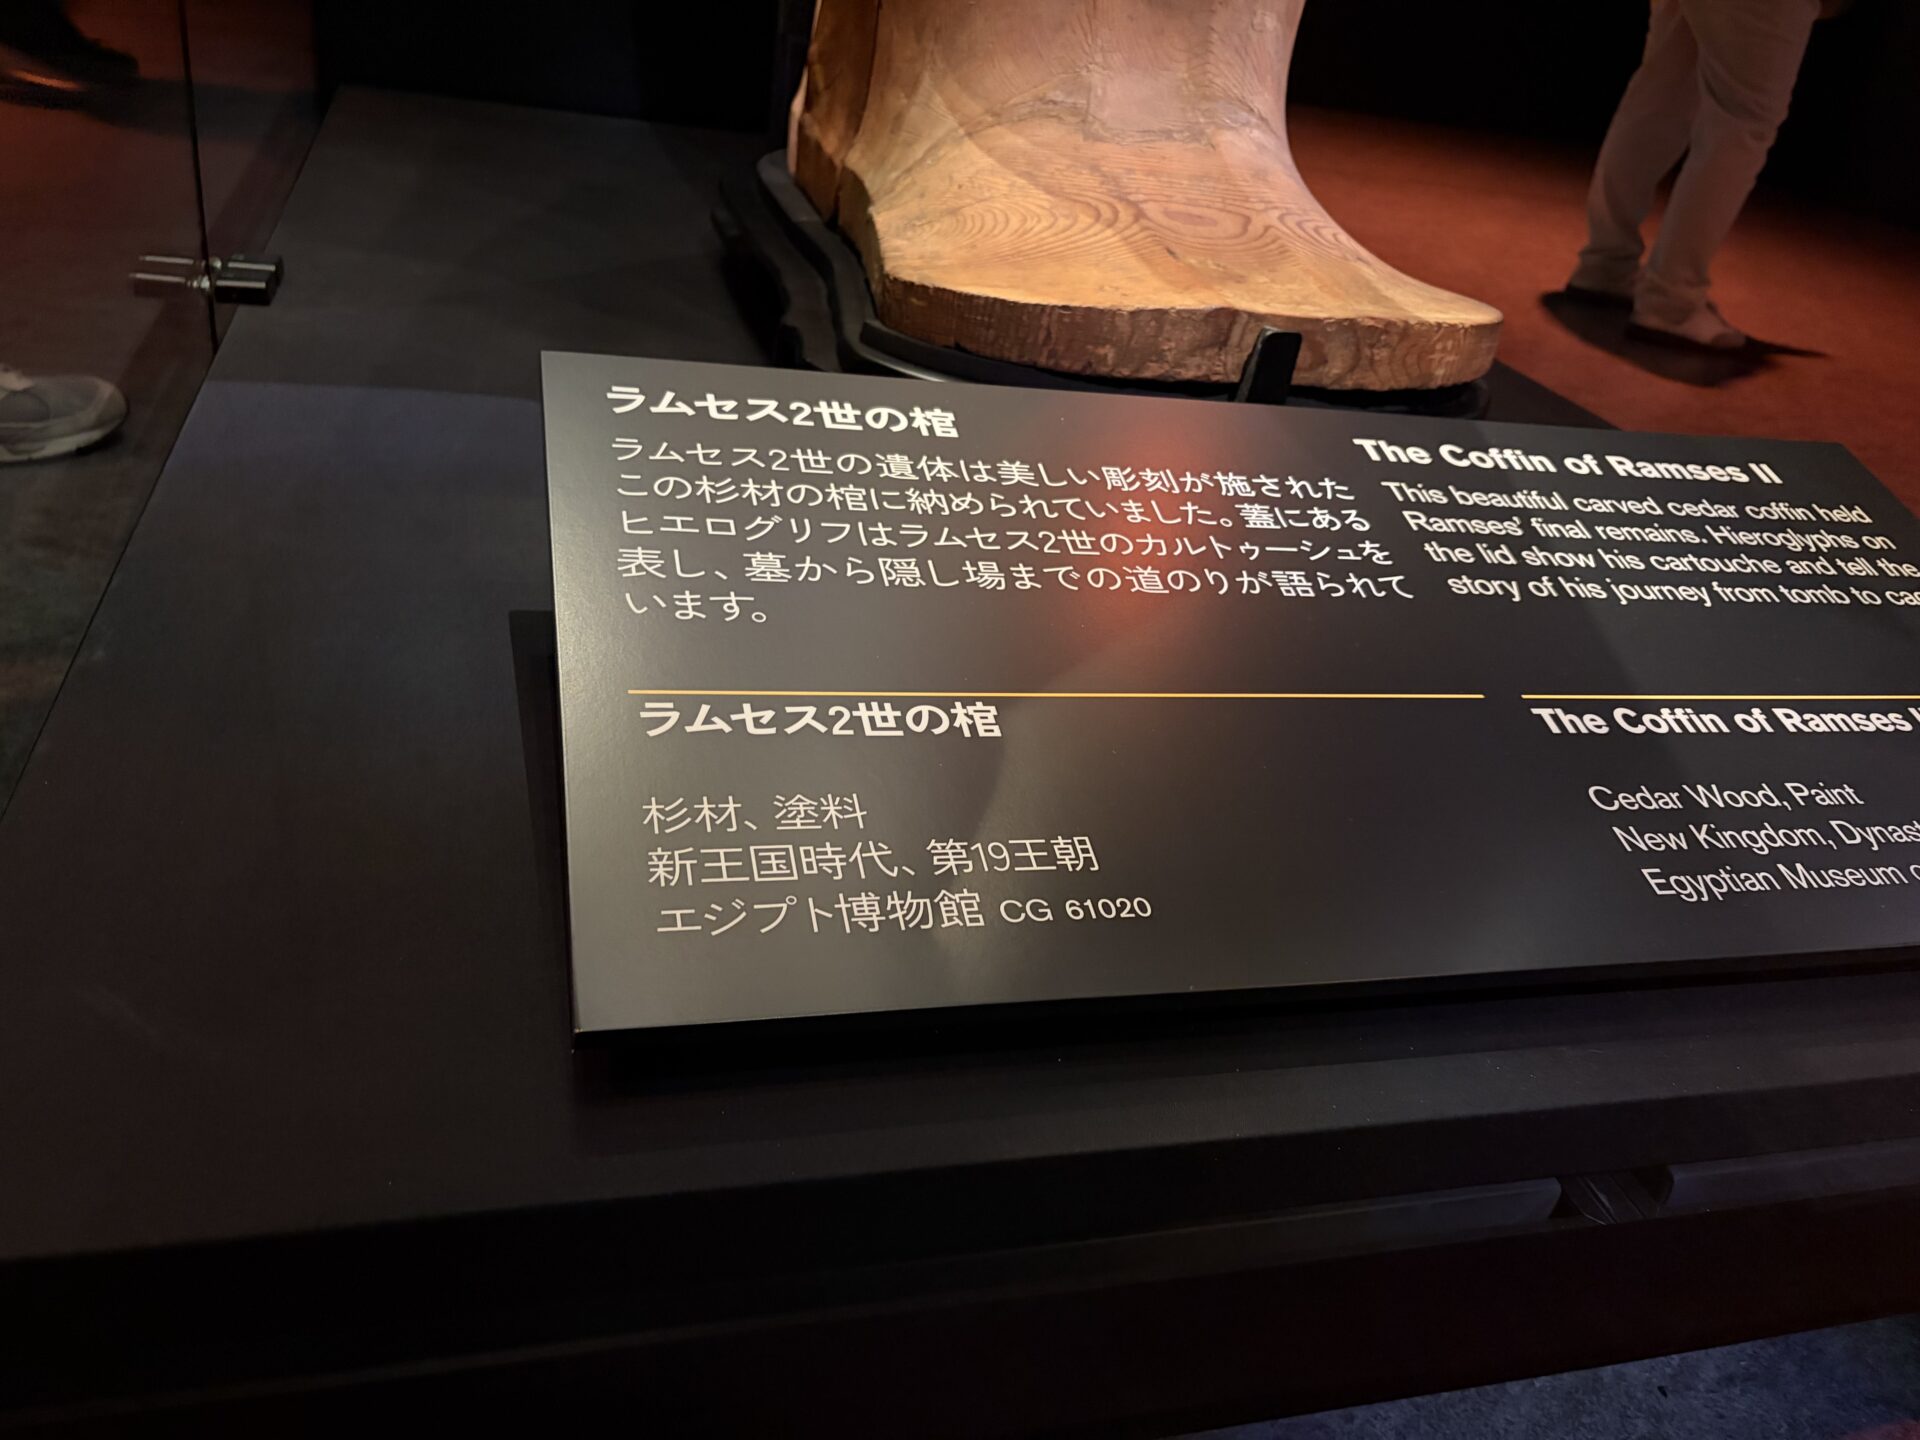 ラムセス2世の棺
ラムセス2世の遺体は美しい彫刻が施された
この杉材の棺に納められていました。蓋にある
ヒエログリフはラムセス2世のカルトゥーシュを
表し、墓から隠し場までの道のりが語られて
います。
The Coffin of Ramses II
This beautiful carved cedar coffin held
Ramses' final remains. Hieroglyphs on
the lid show his cartouche and tell the
story of his journey from tomb to
ラムセス2世の棺
杉材、塗料
新王国時代、第19王朝
エジプト博物館 CG 61020
The Coffin of Ramses
Cedar Wood, Paint
New Kingdom,
Egyptian Museum